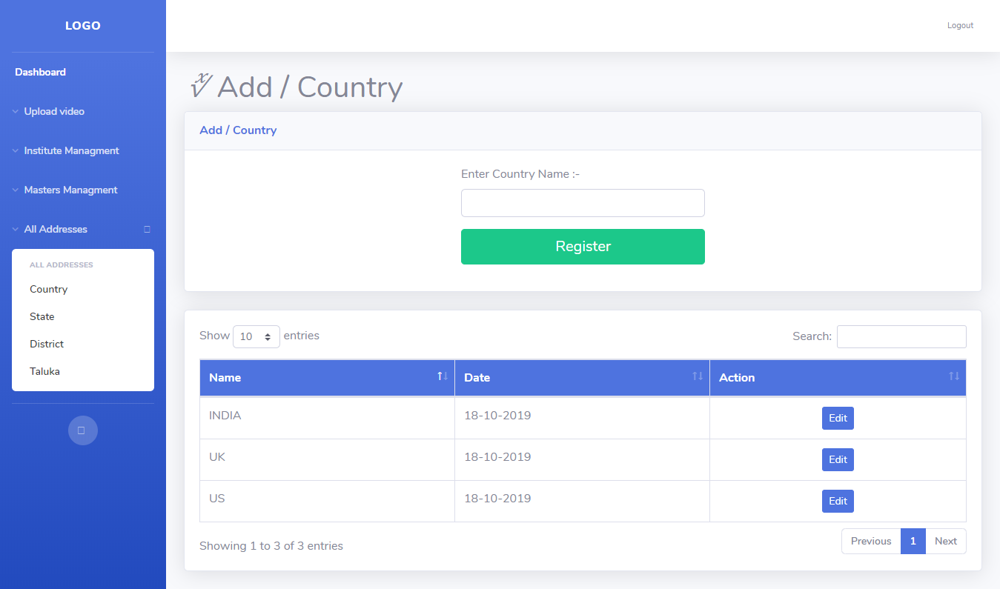 LOGO
Logout
Dashboard
Upload video
Institute Managment
Masters Managment
All Addresses
ALL ADDRESSES
Country
State
District
Taluka
Add / Country
Add / Country
Enter Country Name :-
Register
Show 10 entries
Search:
Name Date Action
INDIA 18-10-2019 Edit
UK 18-10-2019 Edit
US 18-10-2019 Edit
Showing 1 to 3 of 3 entries
Previous 1 Next